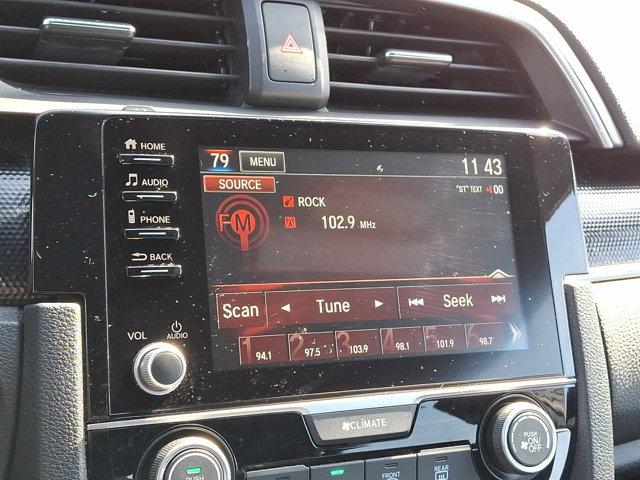 HOME
79 MENU 11 43
SOURCE "ST" TEXT 00
AUDIO
ROCK
FM
102.9 MHz
PHONE
BACK
Scan Tune Seek
1 94.1 2 97.5 3 103.9 4 98.1 5 101.9 6 98.7
VOL AUDIO
CLIMATE
PUSH ON/OFF
PUSH
FRONT REAR